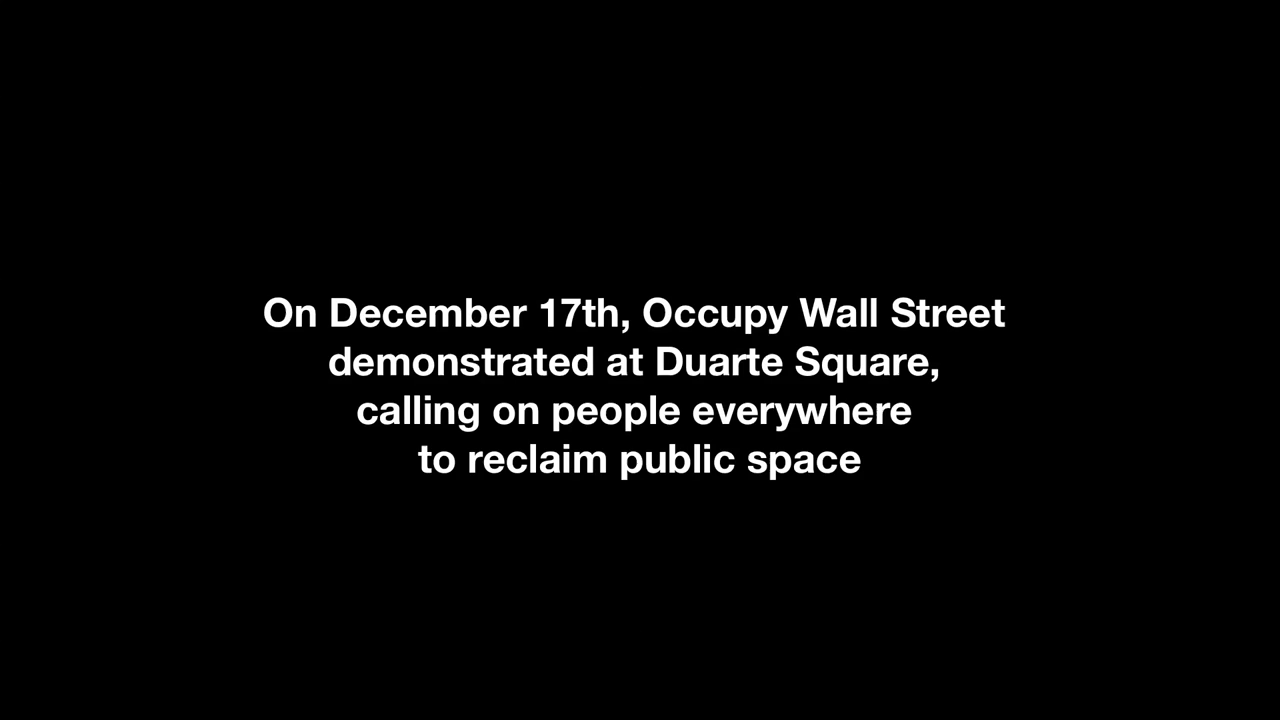 On December 17th, Occupy Wall Street
demonstrated at Duarte Square,
calling on people everywhere
to reclaim public space